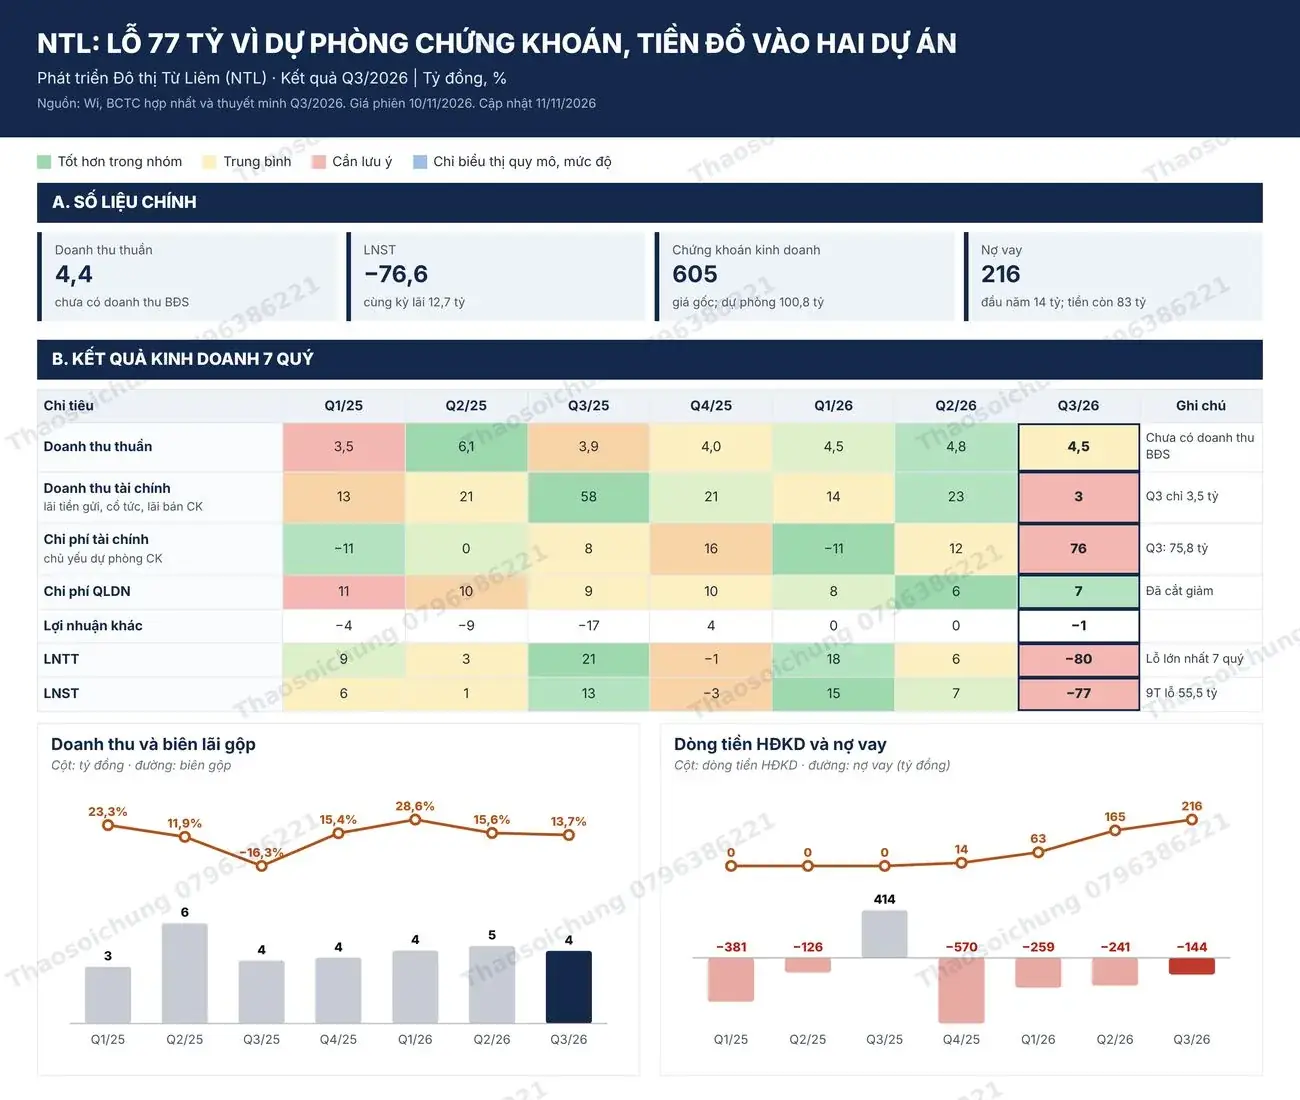 NTL: LỖ 77 TỶ VÌ DỰ PHÒNG CHỨNG KHOÁN, TIỀN ĐỔ VÀO HAI DỰ ÁN
Phát triển Đô thị Từ Liêm (NTL) · Kết quả Q3/2026 | Tỷ đồng, %
Nguồn: Wi, BCTC hợp nhất và thuyết minh Q3/2026. Giá phiên 10/11/2026. Cập nhật 11/11/2026
Tốt hơn trong nhóm Trung bình Cần lưu ý Chỉ biểu thị quy mô, mức độ
A. SỐ LIỆU CHÍNH
Doanh thu thuần
4,4
chưa có doanh thu BĐS
LNST
−76,6
cùng kỳ lãi 12,7 tỷ
Chứng khoán kinh doanh
605
giá gốc; dự phòng 100,8 tỷ
Nợ vay
216
đầu năm 14 tỷ; tiền còn 83 tỷ
B. KẾT QUẢ KINH DOANH 7 QUÝ
Chỉ tiêu Q1/25 Q2/25 Q3/25 Q4/25 Q1/26 Q2/26 Q3/26 Ghi chú
Doanh thu thuần 3,5 6,1 3,9 4,0 4,5 4,8 4,5 Chưa có doanh thu BĐS
Doanh thu tài chính 13 21 58 21 14 23 3 Q3 chỉ 3,5 tỷ
lãi tiền gửi, cổ tức, lãi bán CK
Chi phí tài chính −11 0 8 16 −11 12 76 Q3: 75,8 tỷ
chủ yếu dự phòng CK
Chi phí QLDN 11 10 9 10 8 6 7 Đã cắt giảm
Lợi nhuận khác −4 −9 −17 4 0 0 −1
LNTT 9 3 21 −1 18 6 −80 Lỗ lớn nhất 7 quý
LNST 6 1 13 −3 15 7 −77 9T lỗ 55,5 tỷ
Doanh thu và biên lãi gộp
Cột: tỷ đồng · đường: biên gộp
23,3% 11,9% −16,3% 15,4% 28,6% 15,6% 13,7%
3 6 4 4 4 5 4
Q1/25 Q2/25 Q3/25 Q4/25 Q1/26 Q2/26 Q3/26
Dòng tiền HĐKD và nợ vay
Cột: dòng tiền HĐKD · đường: nợ vay (tỷ đồng)
0 0 0 14 63 165 216
−381 −126 414 −570 −259 −241 −144
Q1/25 Q2/25 Q3/25 Q4/25 Q1/26 Q2/26 Q3/26
Thaosoichung 0796386221